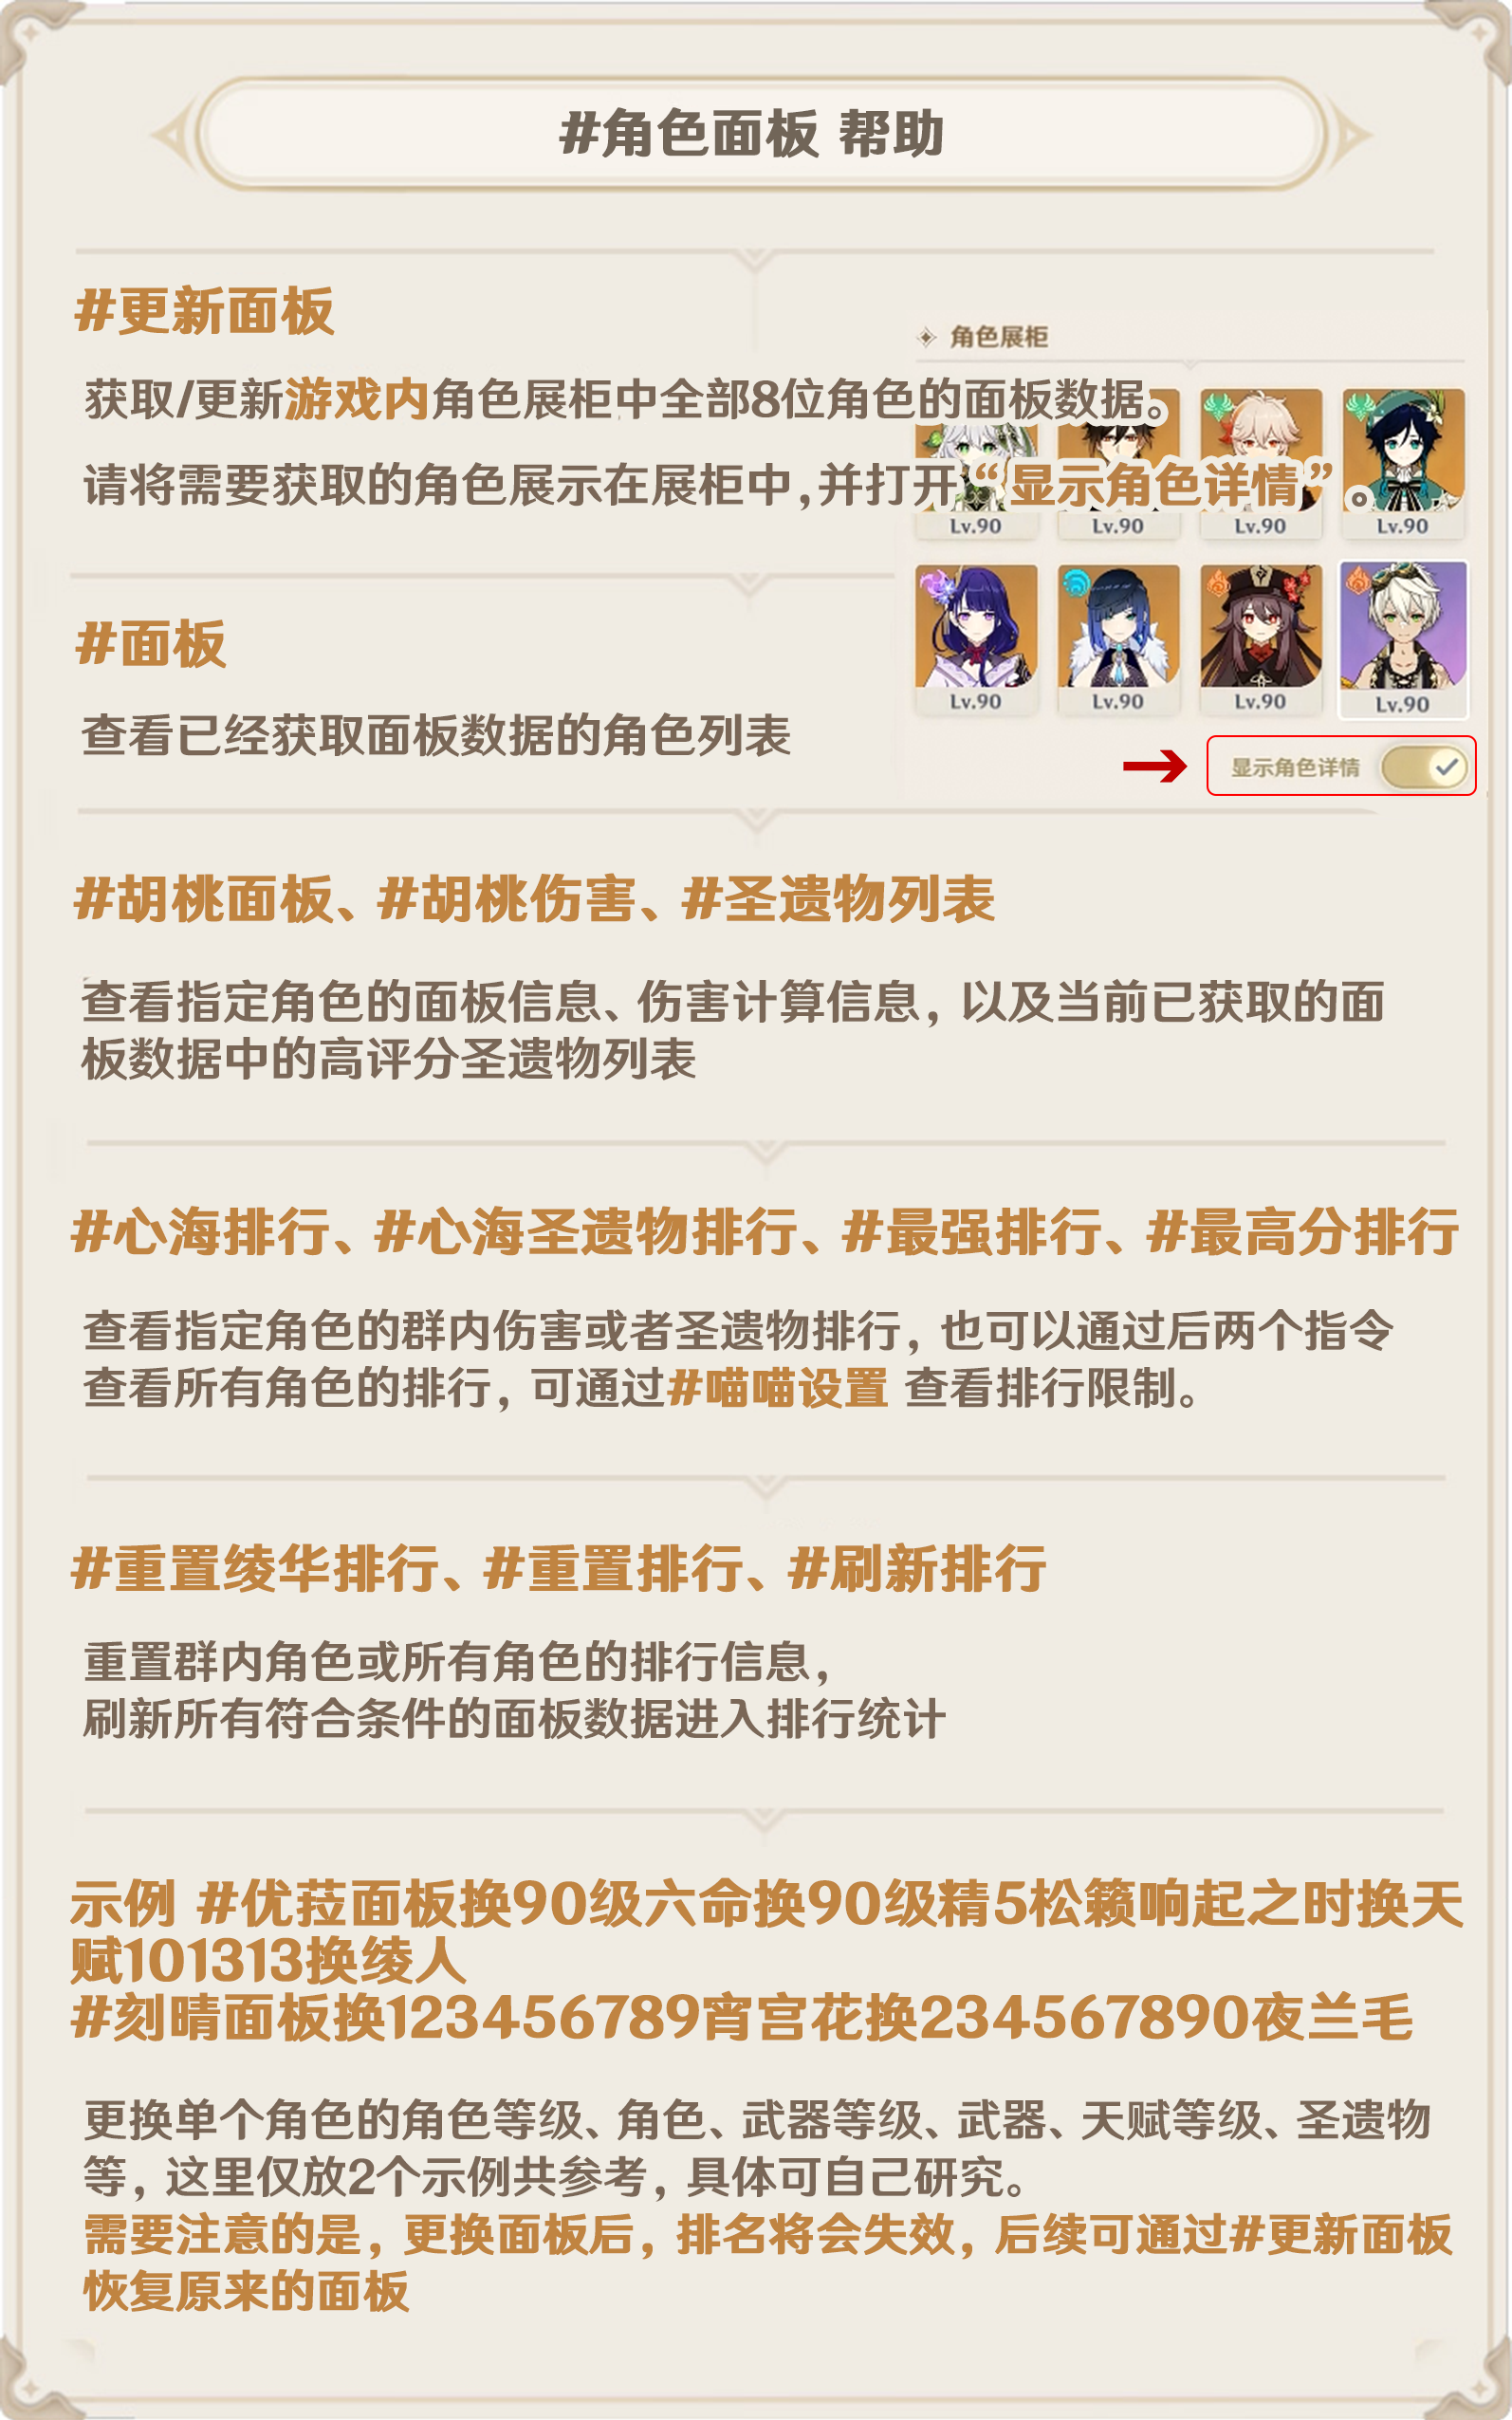 #角色面板 帮助
#更新面板
角色展柜
获取/更新游戏内角色展柜中全部8位角色的面板数据。
请将需要获取的角色展示在展柜中,并打开“显示角色详情”。
Lv.90 Lv.90 Lv.90 Lv.90
#面板
查看已经获取面板数据的角色列表
Lv.90 Lv.90 Lv.90 Lv.90
显示角色详情
#胡桃面板、#胡桃伤害、#圣遗物列表
查看指定角色的面板信息、伤害计算信息，以及当前已获取的面
板数据中的高评分圣遗物列表
#心海排行、#心海圣遗物排行、#最强排行、#最高分排行
查看指定角色的群内伤害或者圣遗物排行，也可以通过后两个指令
查看所有角色的排行，可通过#喵喵设置 查看排行限制。
#重置绫华排行、#重置排行、#刷新排行
重置群内角色或所有角色的排行信息，
刷新所有符合条件的面板数据进入排行统计
示例 #优菈面板换90级六命换90级精5松籁响起之时换天
赋101313换绫人
#刻晴面板换123456789宵宫花换234567890夜兰毛
更换单个角色的角色等级、角色、武器等级、武器、天赋等级、圣遗物
等，这里仅放2个示例共参考，具体可自己研究。
需要注意的是，更换面板后，排名将会失效，后续可通过#更新面板
恢复原来的面板